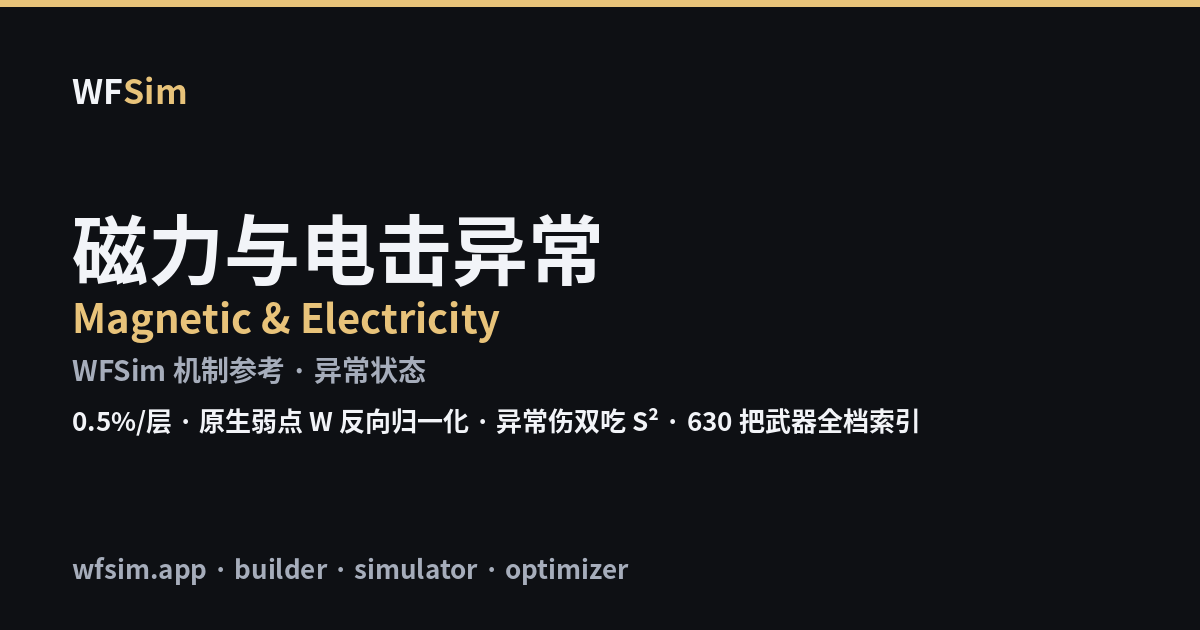 WFSim
磁力与电击异常
Magnetic & Electricity
WFSim 机制参考 · 异常状态
0.5%/层 · 原生弱点 W 反向归一化 · 异常伤双吃 S² · 630 把武器全档索引
wfsim.app · builder · simulator · optimizer